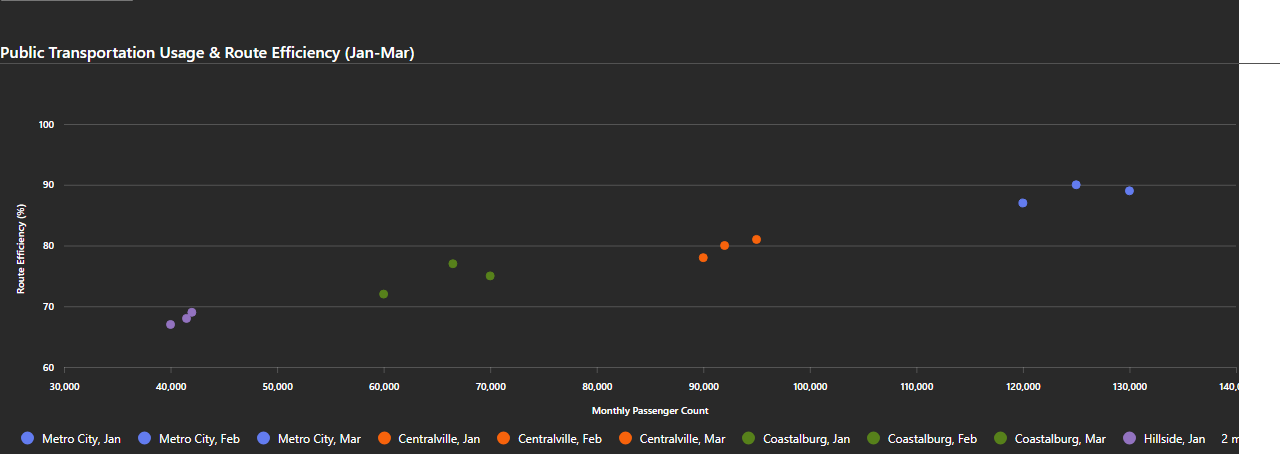 Public Transportation Usage & Route Efficiency (Jan-Mar)
100
90
80
70
60
Route Efficiency (%)
30,000 40,000 50,000 60,000 70,000 80,000 90,000 100,000 110,000 120,000 130,000 140,0
Monthly Passenger Count
Metro City, Jan Metro City, Feb Metro City, Mar Centralville, Jan Centralville, Feb Centralville, Mar Coastalburg, Jan Coastalburg, Feb Coastalburg, Mar Hillside, Jan 2 m